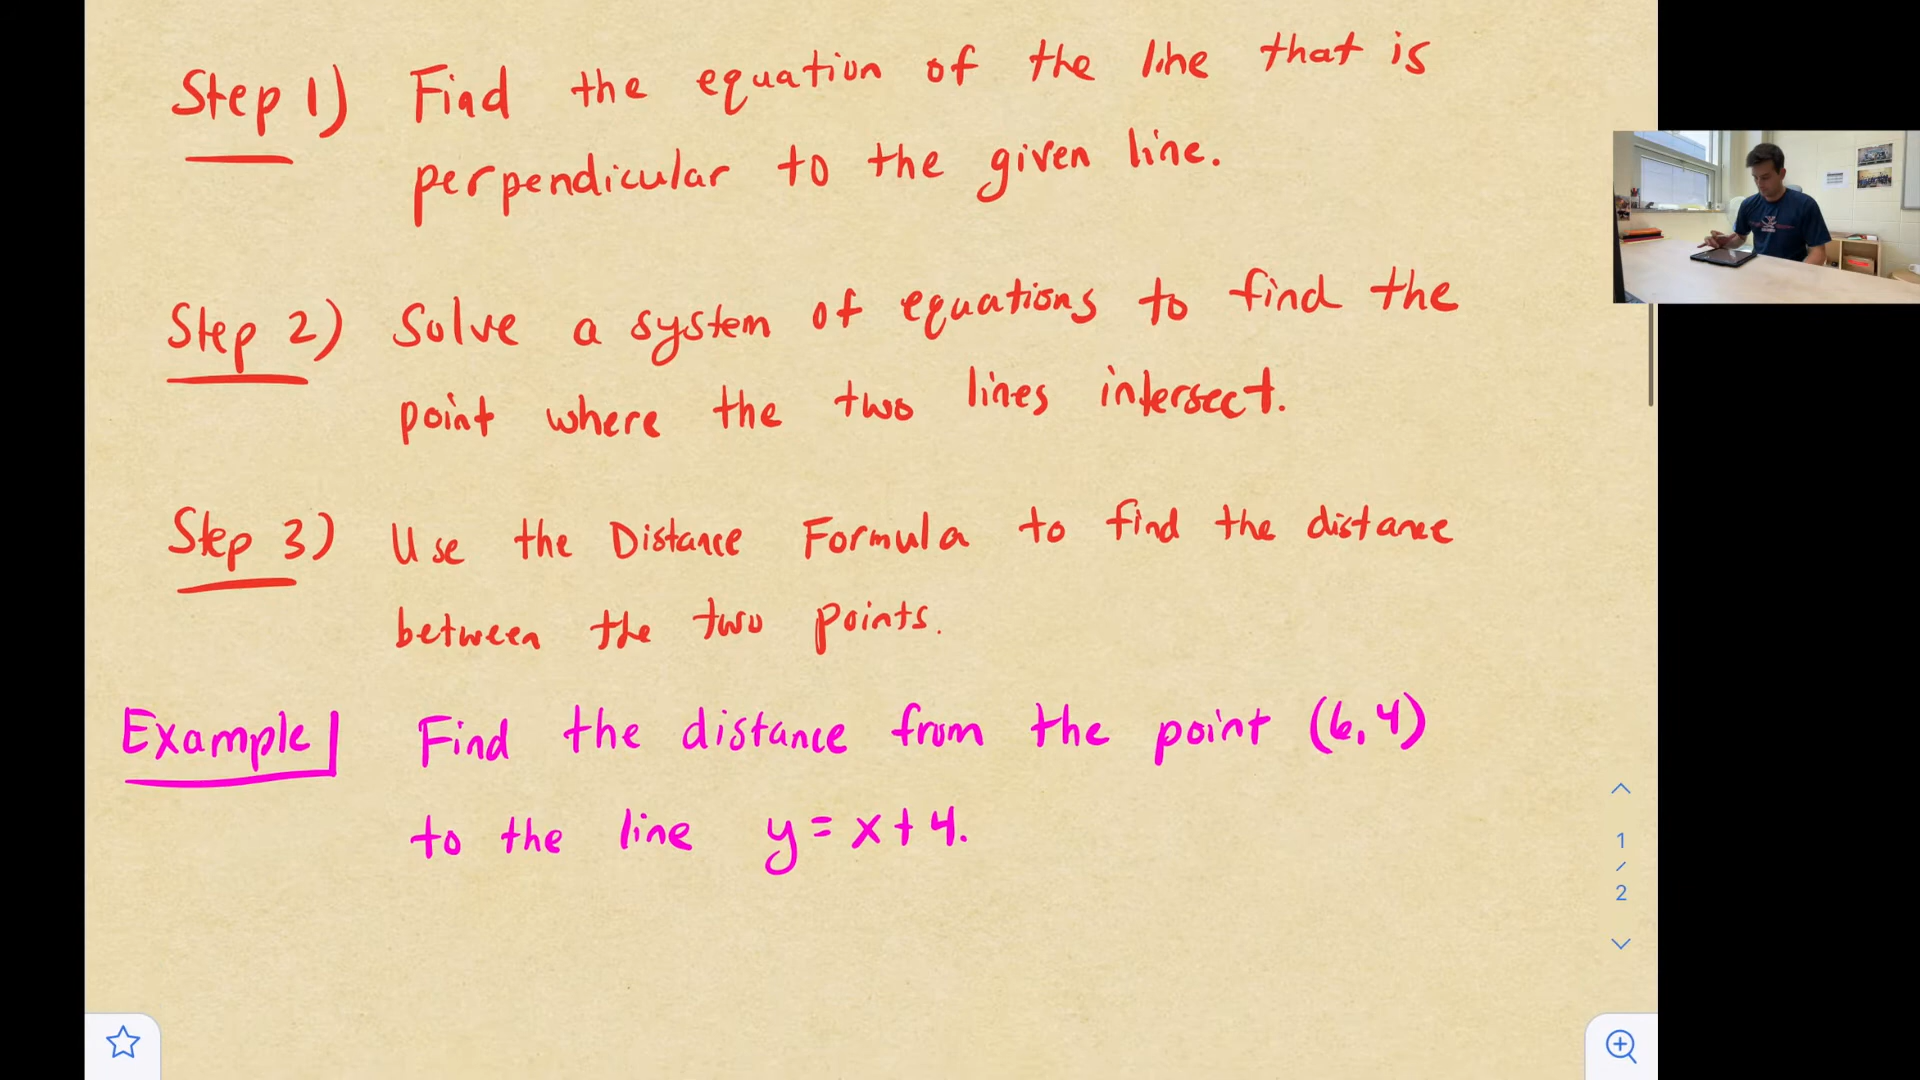 Step 1) Find the equation of the line that is
perpendicular to the given line.
Step 2) Solve a system of equations to find the
point where the two lines intersect.
Step 3) Use the Distance Formula to find the distance
between the two points.
Example Find the distance from the point (6,4)
to the line y = x + 4.
1
/
2